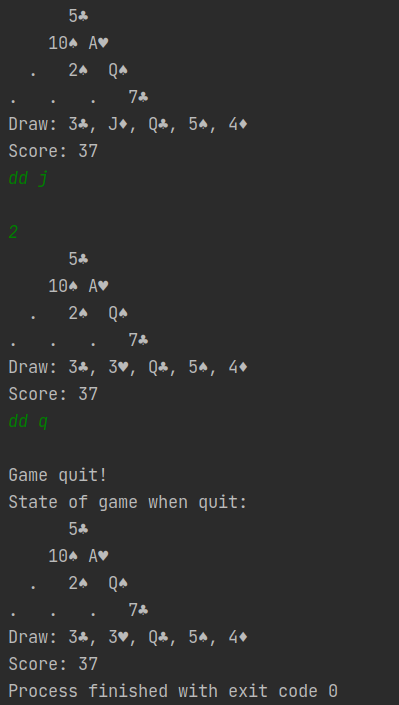 5♣
    10♠ A♥
  .   2♠  Q♠
.   .   .   7♣
Draw: 3♣, J♦, Q♣, 5♠, 4♦
Score: 37
dd j
2
      5♣
    10♠ A♥
  .   2♠  Q♠
.   .   .   7♣
Draw: 3♣, 3♥, Q♣, 5♠, 4♦
Score: 37
dd q
Game quit!
State of game when quit:
      5♣
    10♠ A♥
  .   2♠  Q♠
.   .   .   7♣
Draw: 3♣, 3♥, Q♣, 5♠, 4♦
Score: 37
Process finished with exit code 0